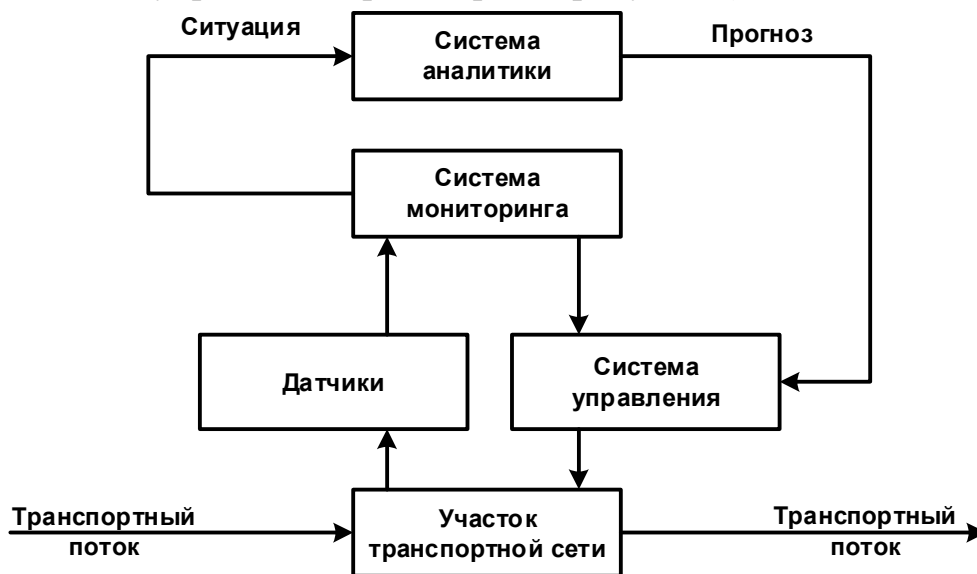 Ситуация
Система
аналитики
Прогноз
Система
мониторинга
Датчики
Система
управления
Транспортный
поток
Участок
транспортной сети
Транспортный
поток